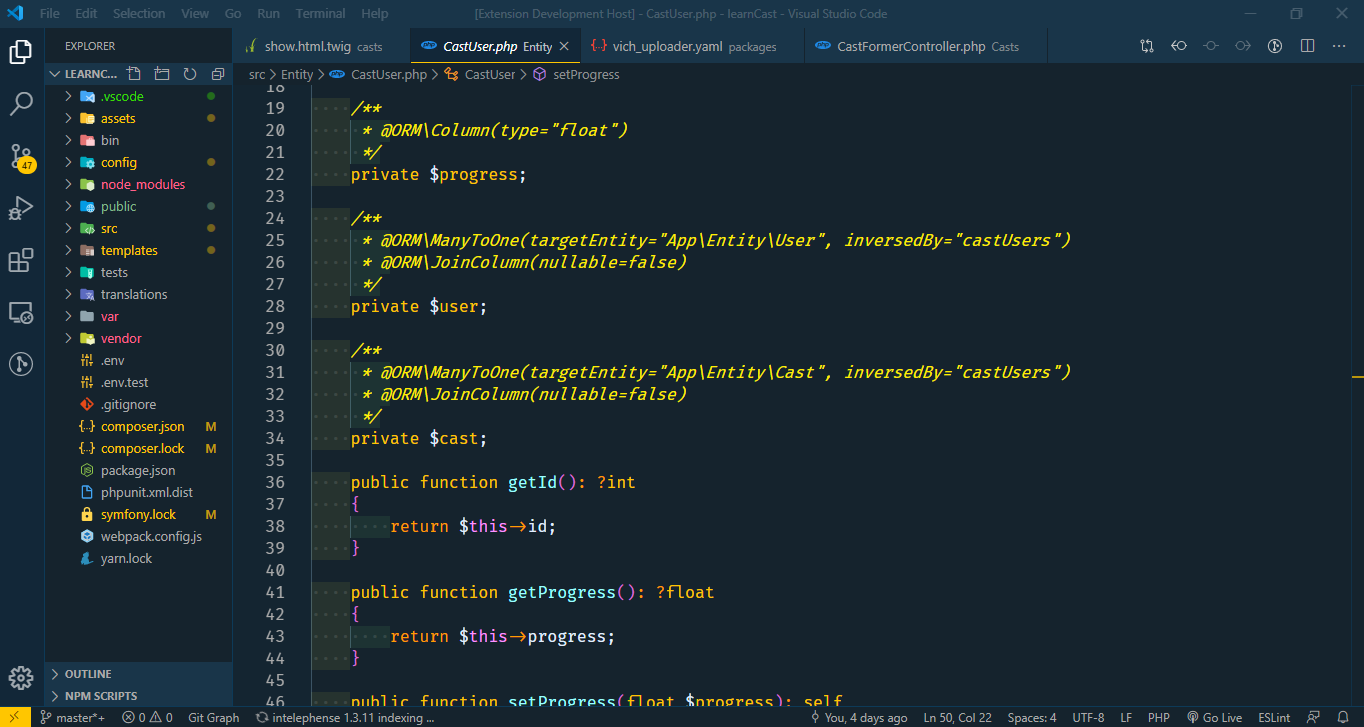 File Edit Selection View Go Run Terminal Help [Extension Development Host] - CastUser.php - learnCast - Visual Studio Code
EXPLORER
show.html.twig casts
CastUser.php Entity
vich_uploader.yaml packages
CastFormerController.php Casts
LEARNC...
src > Entity > CastUser.php > CastUser > setProgress
.vscode
assets
bin
config
node_modules
public
src
templates
tests
translations
var
vendor
.env
.env.test
.gitignore
composer.json M
composer.lock M
package.json
phpunit.xml.dist
symfony.lock M
webpack.config.js
yarn.lock
OUTLINE
NPM SCRIPTS
47
18
19 /**
20 * @ORM\Column(type="float")
21 */
22 private $progress;
23
24 /**
25 * @ORM\ManyToOne(targetEntity="App\Entity\User", inversedBy="castUsers")
26 * @ORM\JoinColumn(nullable=false)
27 */
28 private $user;
29
30 /**
31 * @ORM\ManyToOne(targetEntity="App\Entity\Cast", inversedBy="castUsers")
32 * @ORM\JoinColumn(nullable=false)
33 */
34 private $cast;
35
36 public function getId(): ?int
37 {
38 return $this->id;
39 }
40
41 public function getProgress(): ?float
42 {
43 return $this->progress;
44 }
45
46 public function setProgress(float $progress): self
master*+ 0 0 Git Graph intelephense 1.3.11 indexing ... You, 4 days ago Ln 50, Col 22 Spaces: 4 UTF-8 LF PHP Go Live ESLint